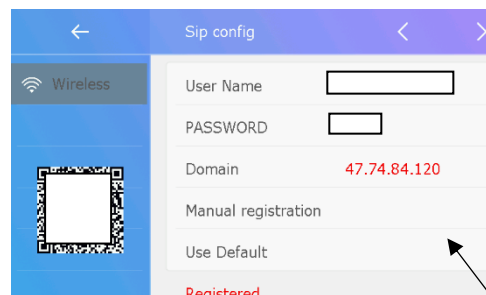 Sip config
Wireless
User Name
PASSWORD
Domain 47.74.84.120
Manual registration
Use Default
Registered